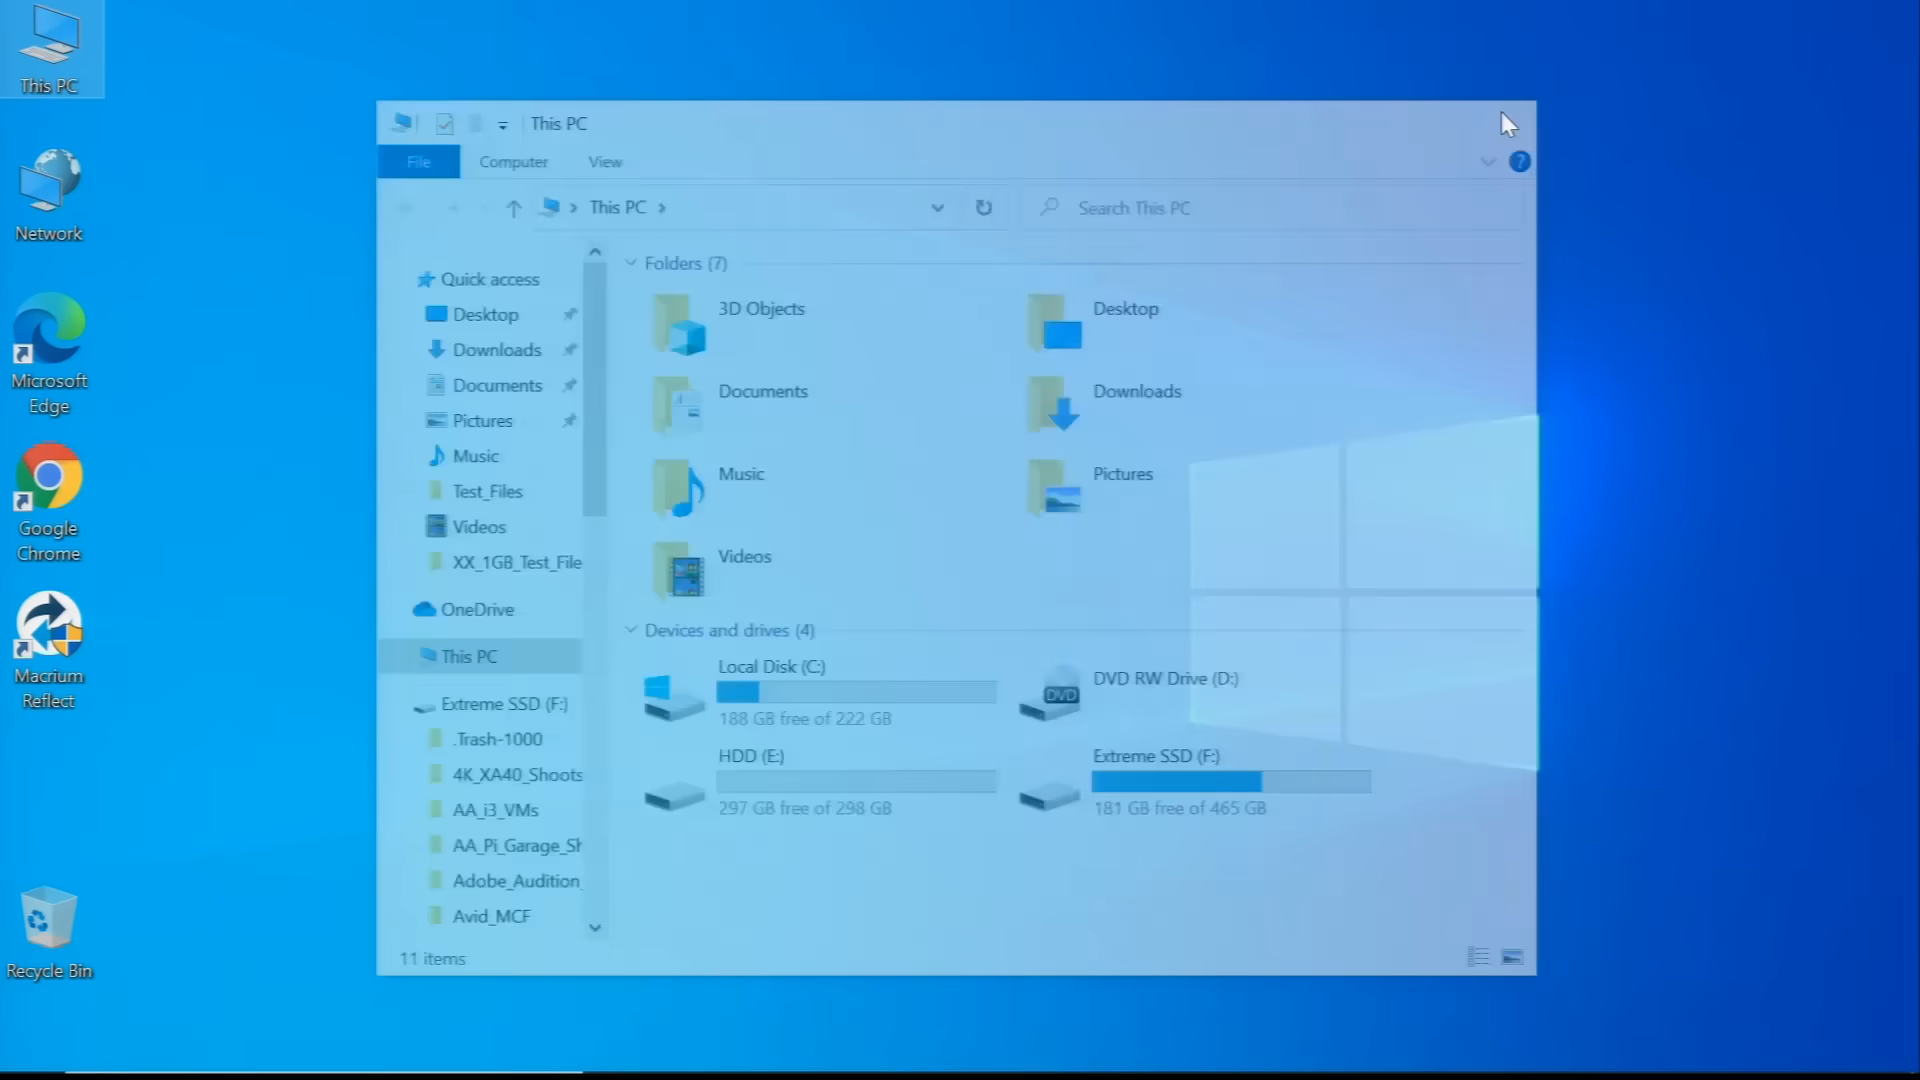 This PC
Network
Microsoft
Edge
Google
Chrome
Macrium
Reflect
Recycle Bin
This PC
File
Computer
View
?
This PC
Search This PC
Quick access
Desktop
Downloads
Documents
Pictures
Music
Test_Files
Videos
XX_1GB_Test_File
OneDrive
This PC
Extreme SSD (F:)
.Trash-1000
4K_XA40_Shoots
AA_i3_VMs
AA_Pi_Garage_Sh
Adobe_Audition_
Avid_MCF
Folders (7)
3D Objects
Desktop
Documents
Downloads
Music
Pictures
Videos
Devices and drives (4)
Local Disk (C:)
188 GB free of 222 GB
DVD
DVD RW Drive (D:)
HDD (E:)
297 GB free of 298 GB
Extreme SSD (F:)
181 GB free of 465 GB
11 items